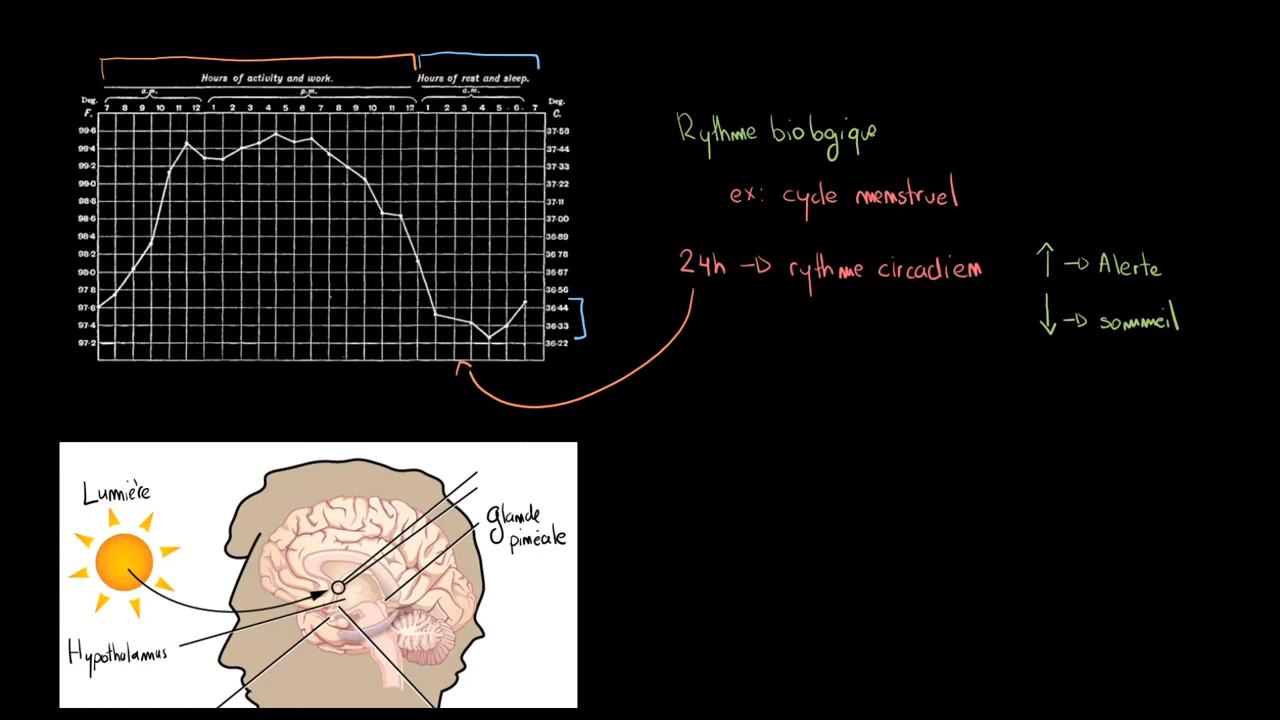 Hours of activity and work. Hours of rest and sleep.
a.m. p.m. a.m.
Deg. 7 8 9 10 11 12 1 2 3 4 5 6 7 8 9 10 11 12 1 2 3 4 5 6 7 Deg.
F. C.
99·6 37·58
99·4 37·44
99·2 37·33
99·0 37·22
98·8 37·11
98·6 37·00
98·4 36·89
98·2 36·78
98·0 36·67
97·8 36·56
97·6 36·44
97·4 36·33
97·2 36·22
Rythme biologique
ex: cycle menstruel
24h → rythme circadien
↑ → Alerte
↓ → sommeil
Lumière
glande
pinéale
Hypothalamus